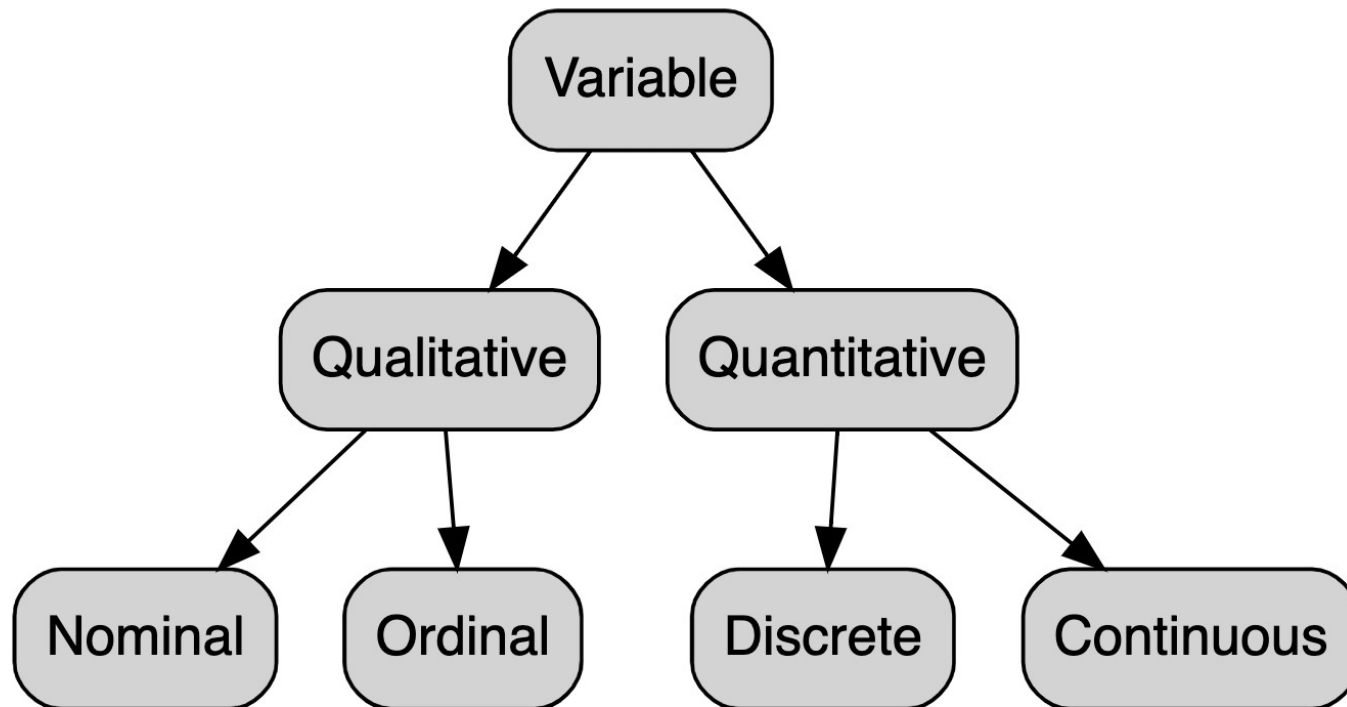 Variable
Qualitative
Quantitative
Nominal
Ordinal
Discrete
Continuous